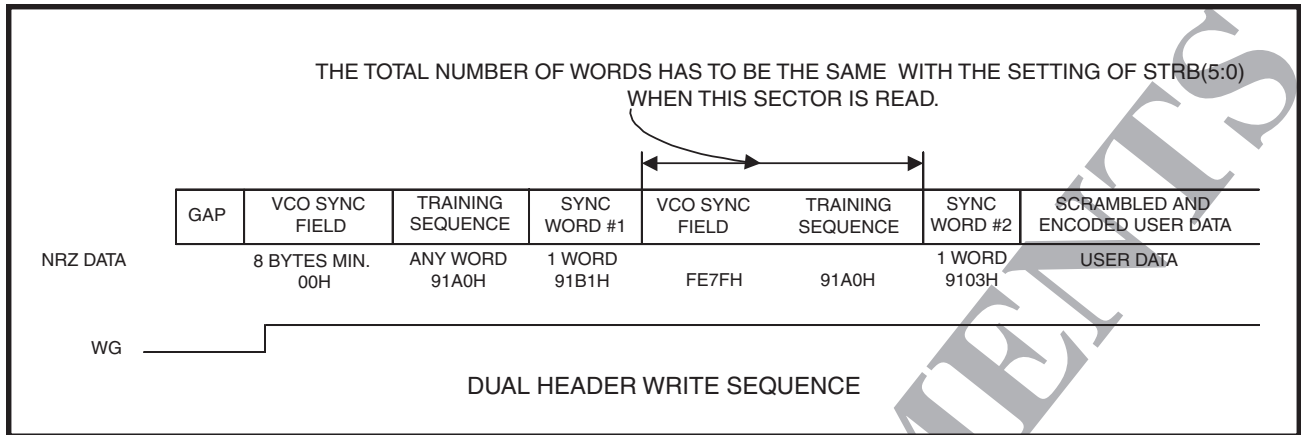 THE TOTAL NUMBER OF WORDS HAS TO BE THE SAME WITH THE SETTING OF STRB(5:0)
WHEN THIS SECTOR IS READ.
GAP
VCO SYNC
FIELD
TRAINING
SEQUENCE
SYNC
WORD #1
VCO SYNC
FIELD
TRAINING
SEQUENCE
SYNC
WORD #2
SCRAMBLED AND
ENCODED USER DATA
NRZ DATA
8 BYTES MIN.
00H
ANY WORD
91A0H
1 WORD
91B1H
FE7FH
91A0H
1 WORD
9103H
USER DATA
WG
DUAL HEADER WRITE SEQUENCE
MENTS